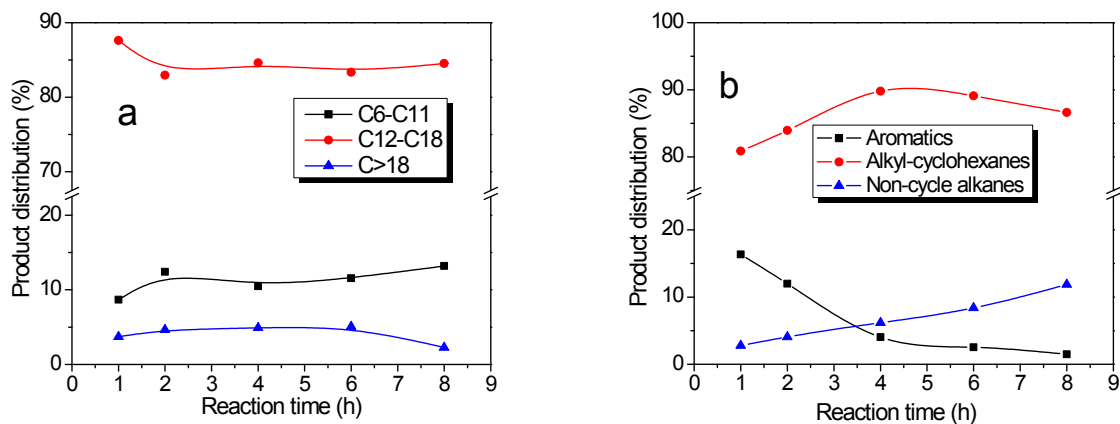 a
Product distribution (%)
90
80
70
20
10
0
C6-C11
C12-C18
C>18
0 1 2 3 4 5 6 7 8 9
Reaction time (h)
b
Product distribution (%)
100
90
80
20
10
0
Aromatics
Alkyl-cyclohexanes
Non-cycle alkanes
0 1 2 3 4 5 6 7 8 9
Reaction time (h)